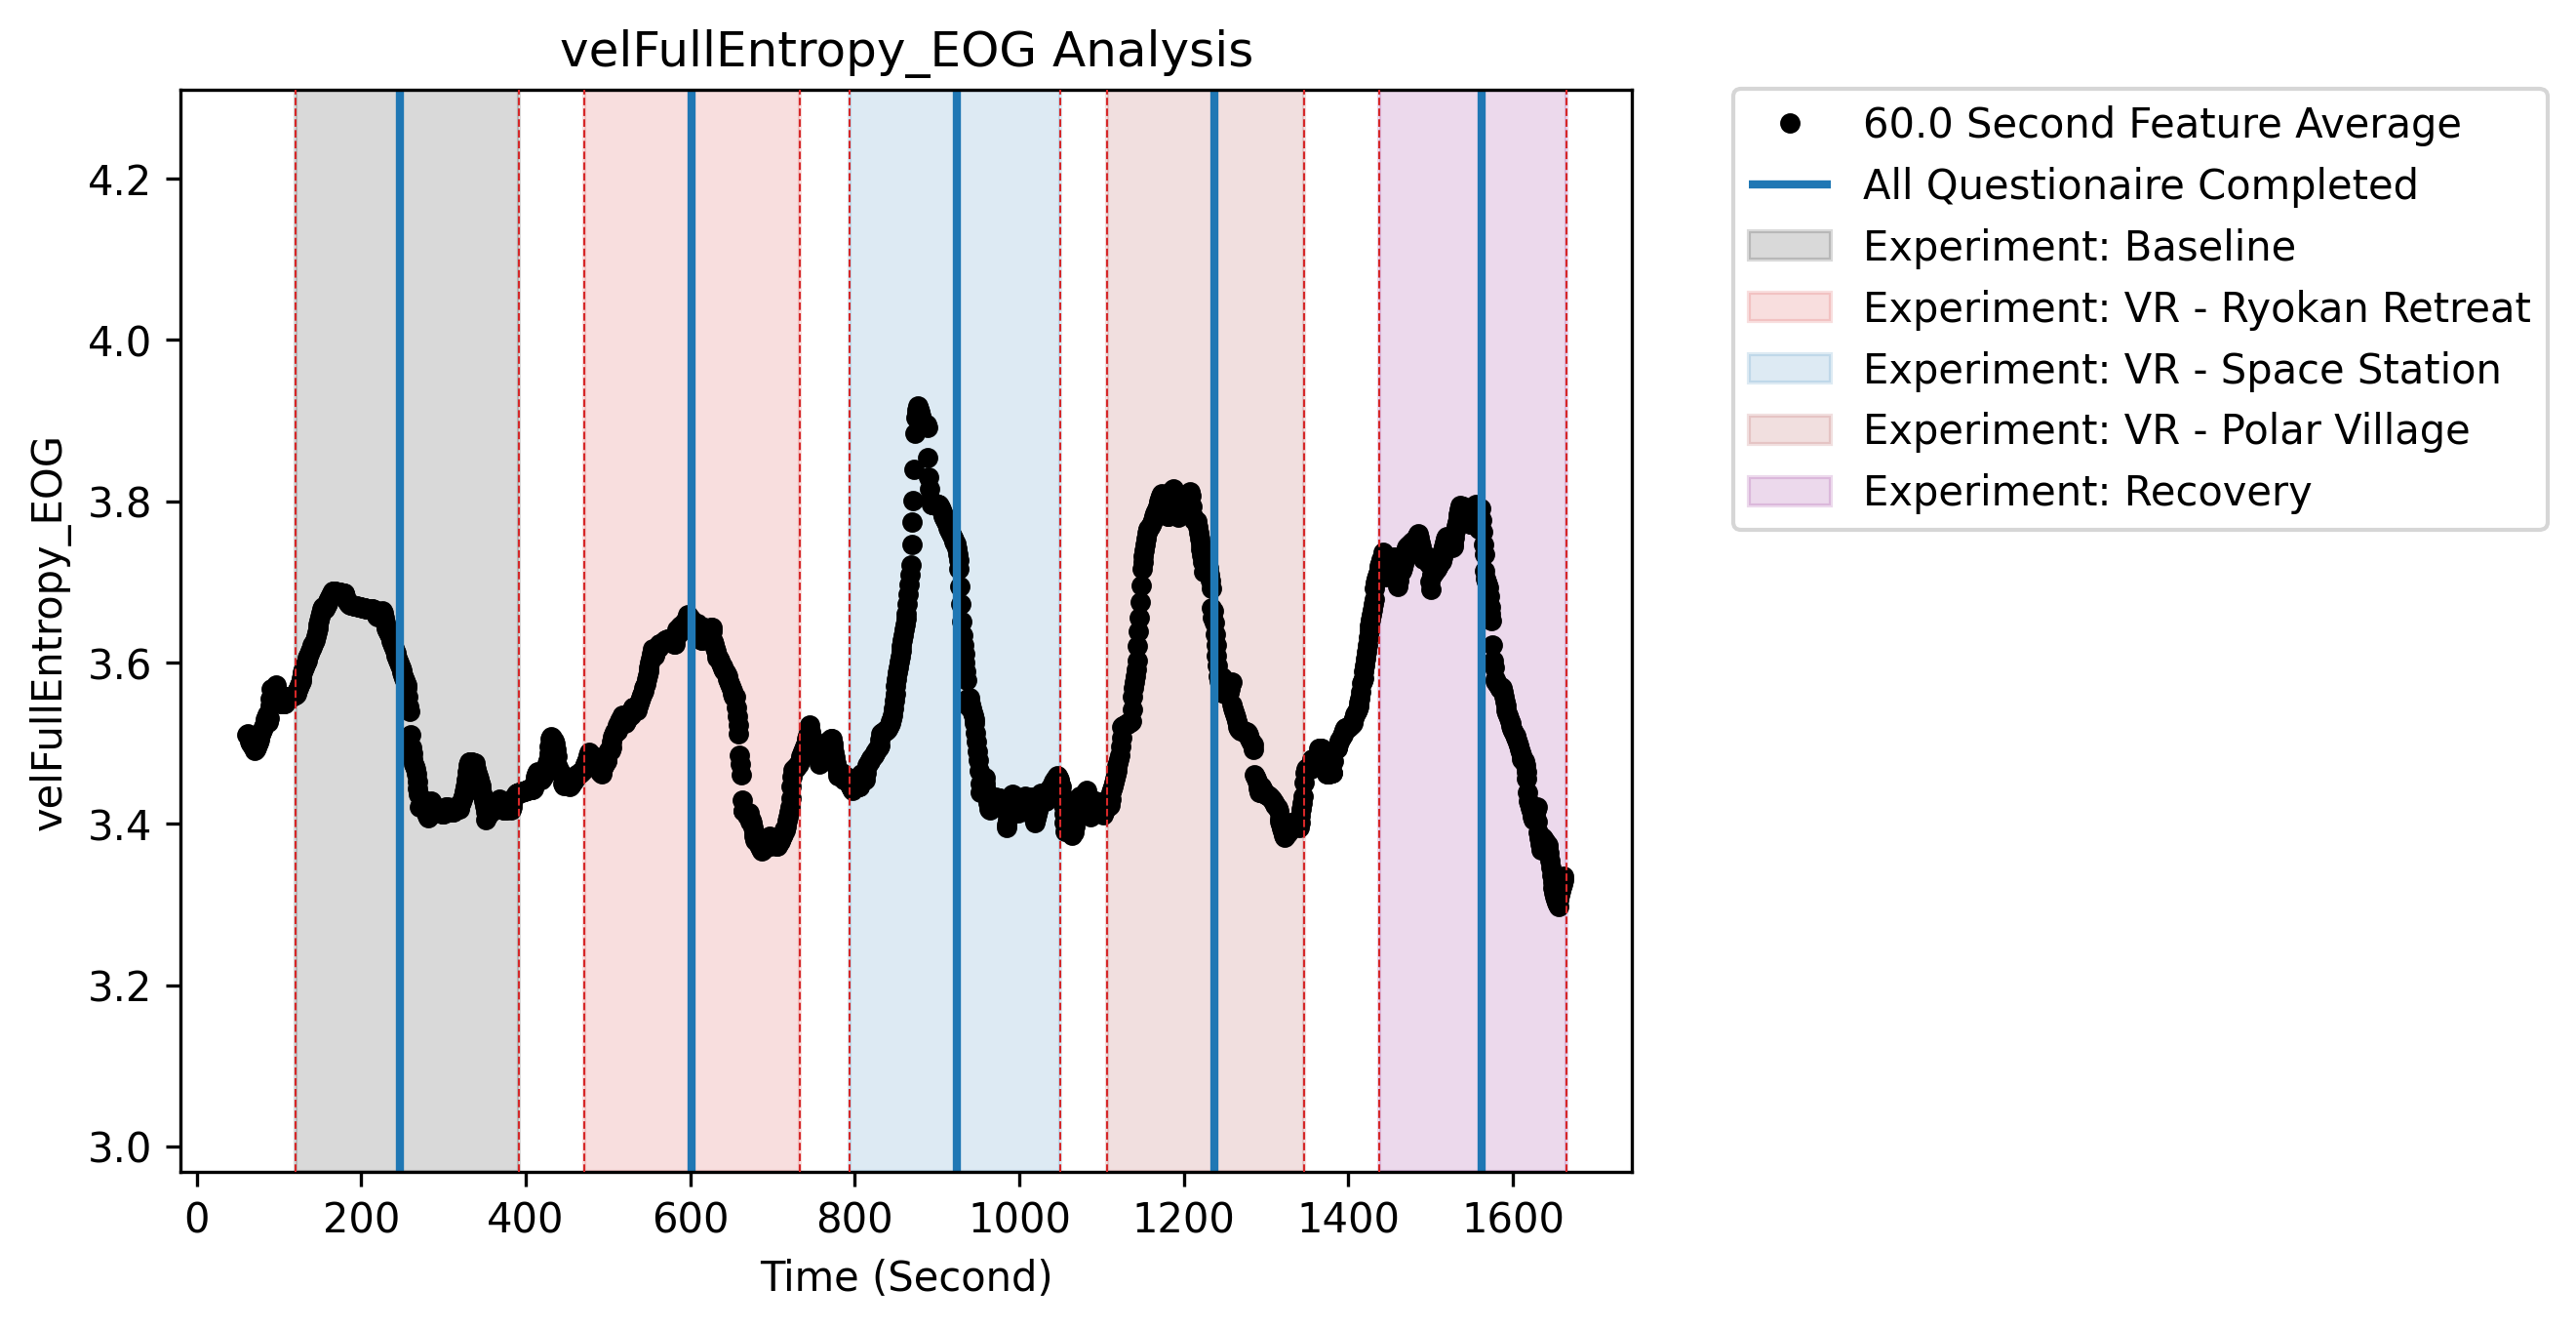 velFullEntropy_EOG Analysis
60.0 Second Feature Average
All Questionaire Completed
Experiment: Baseline
Experiment: VR - Ryokan Retreat
Experiment: VR - Space Station
Experiment: VR - Polar Village
Experiment: Recovery
velFullEntropy_EOG
4.2
4.0
3.8
3.6
3.4
3.2
3.0
0 200 400 600 800 1000 1200 1400 1600
Time (Second)